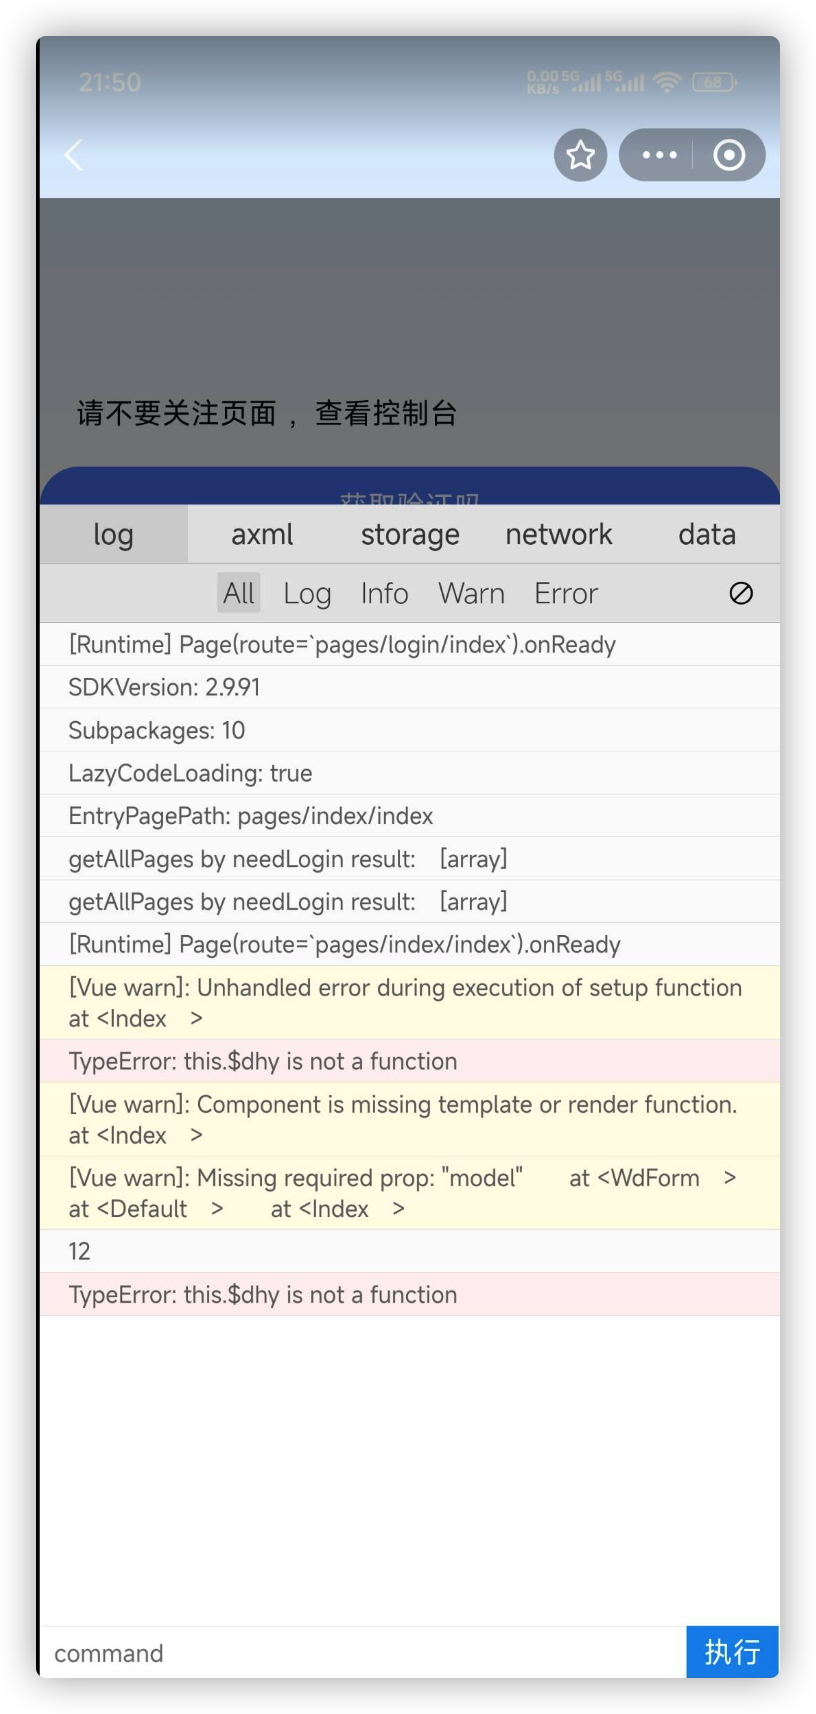 21:50
0.00 KB/s 5G 5G 68
请不要关注页面，查看控制台
获取验证码
log axml storage network data
All Log Info Warn Error
[Runtime] Page(route=`pages/login/index`).onReady
SDKVersion: 2.9.91
Subpackages: 10
LazyCodeLoading: true
EntryPagePath: pages/index/index
getAllPages by needLogin result: [array]
getAllPages by needLogin result: [array]
[Runtime] Page(route=`pages/index/index`).onReady
[Vue warn]: Unhandled error during execution of setup function
at <Index >
TypeError: this.$dhy is not a function
[Vue warn]: Component is missing template or render function.
at <Index >
[Vue warn]: Missing required prop: "model" at <WdForm >
at <Default > at <Index >
12
TypeError: this.$dhy is not a function
command 执行